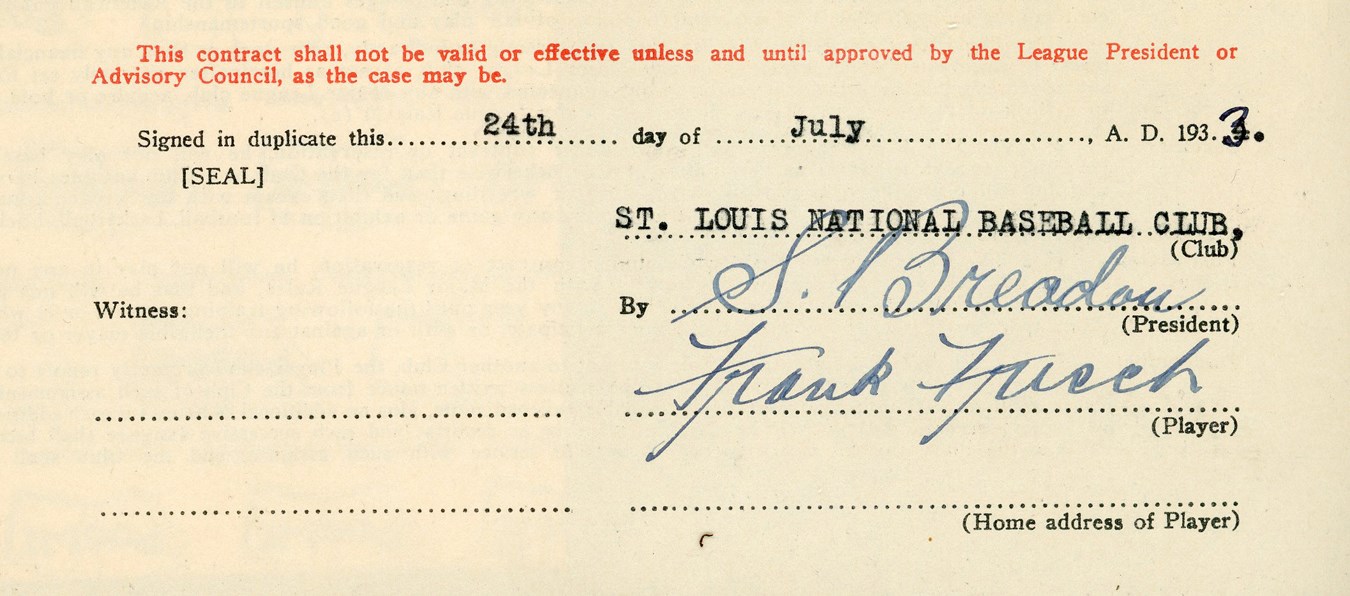 This contract shall not be valid or effective unless and until approved by the League President or
Advisory Council, as the case may be.
Signed in duplicate this......24th...... day of ......July......, A. D. 193.3.
[SEAL]
ST. LOUIS NATIONAL BASEBALL CLUB,
(Club)
Witness:
By S. Breadon
(President)
Frank Frisch
(Player)
(Home address of Player)